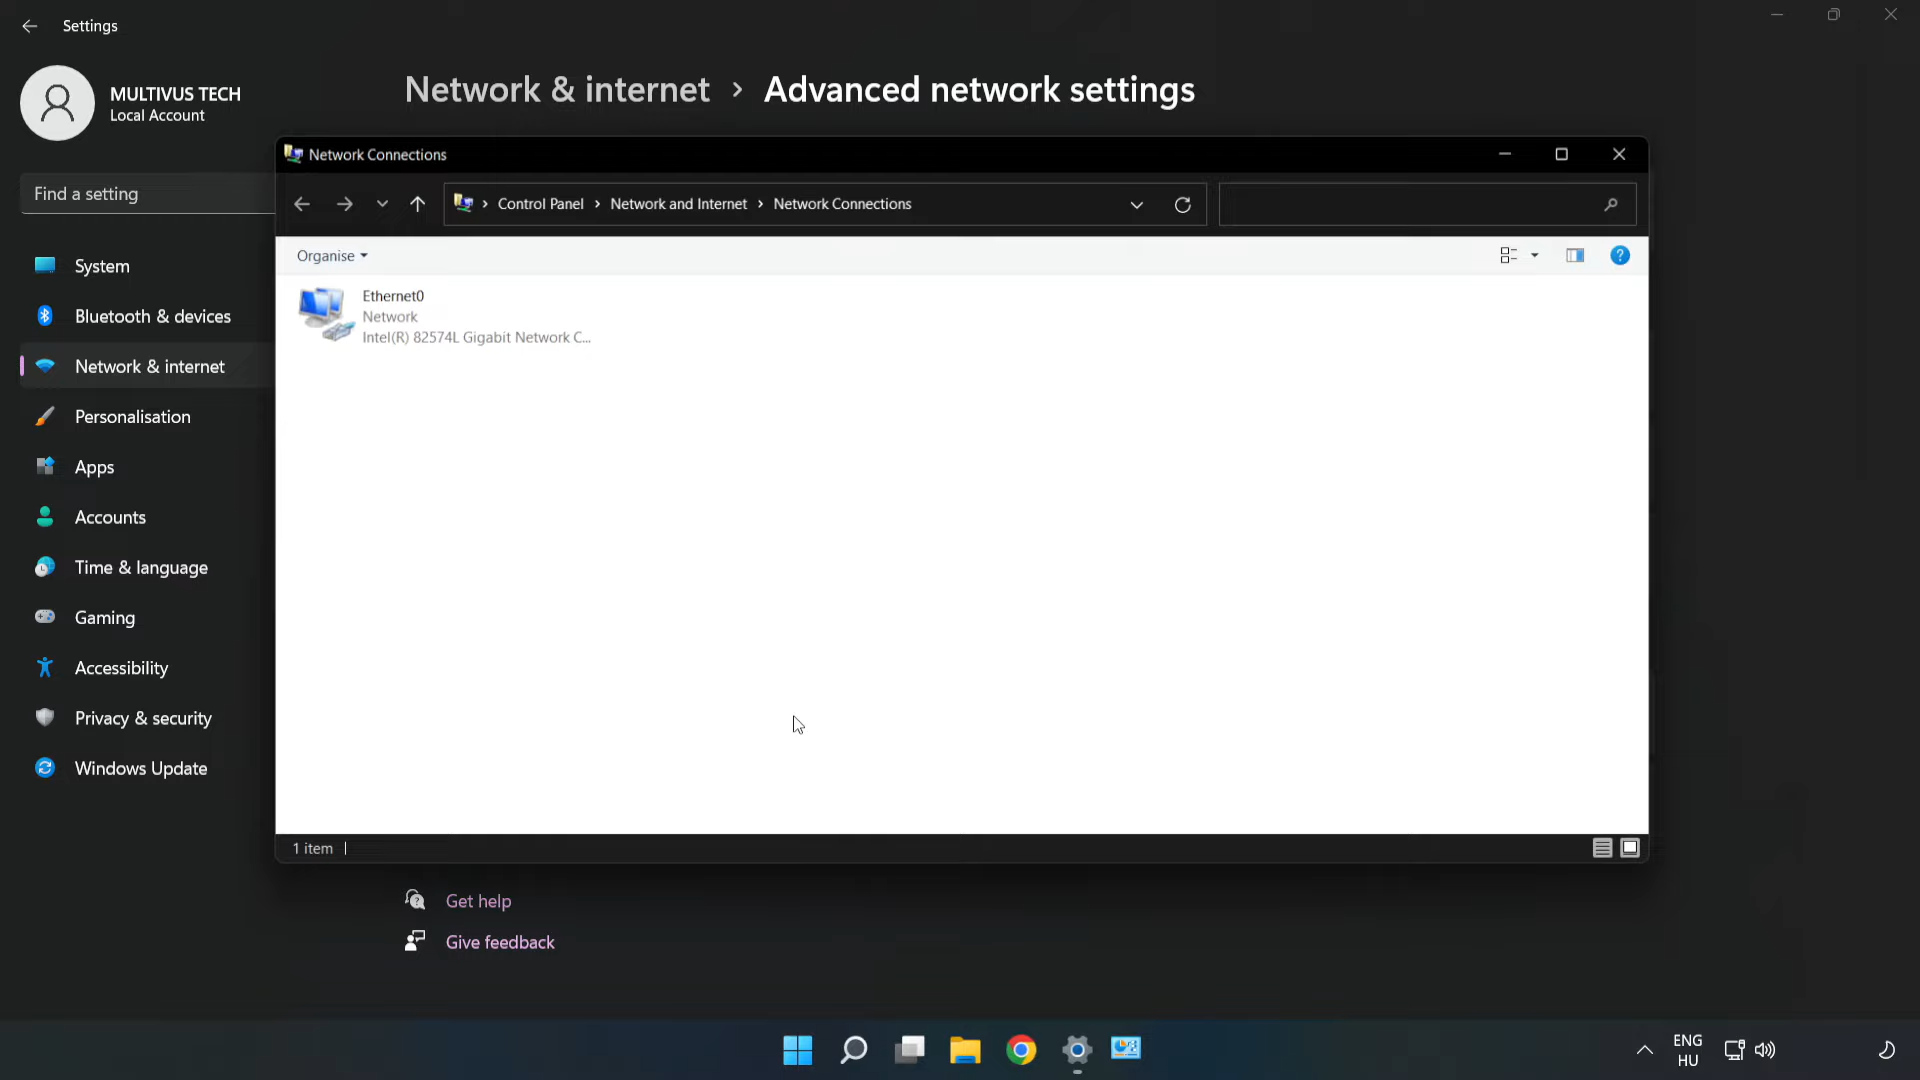 Settings
MULTIVUS TECH
Local Account
Network & internet > Advanced network settings
Network Connections
Find a setting
Control Panel > Network and Internet > Network Connections
Organise
System
Bluetooth & devices
Network & internet
Personalisation
Apps
Accounts
Time & language
Gaming
Accessibility
Privacy & security
Windows Update
Ethernet0
Network
Intel(R) 82574L Gigabit Network C...
1 item
Get help
Give feedback
ENG
HU